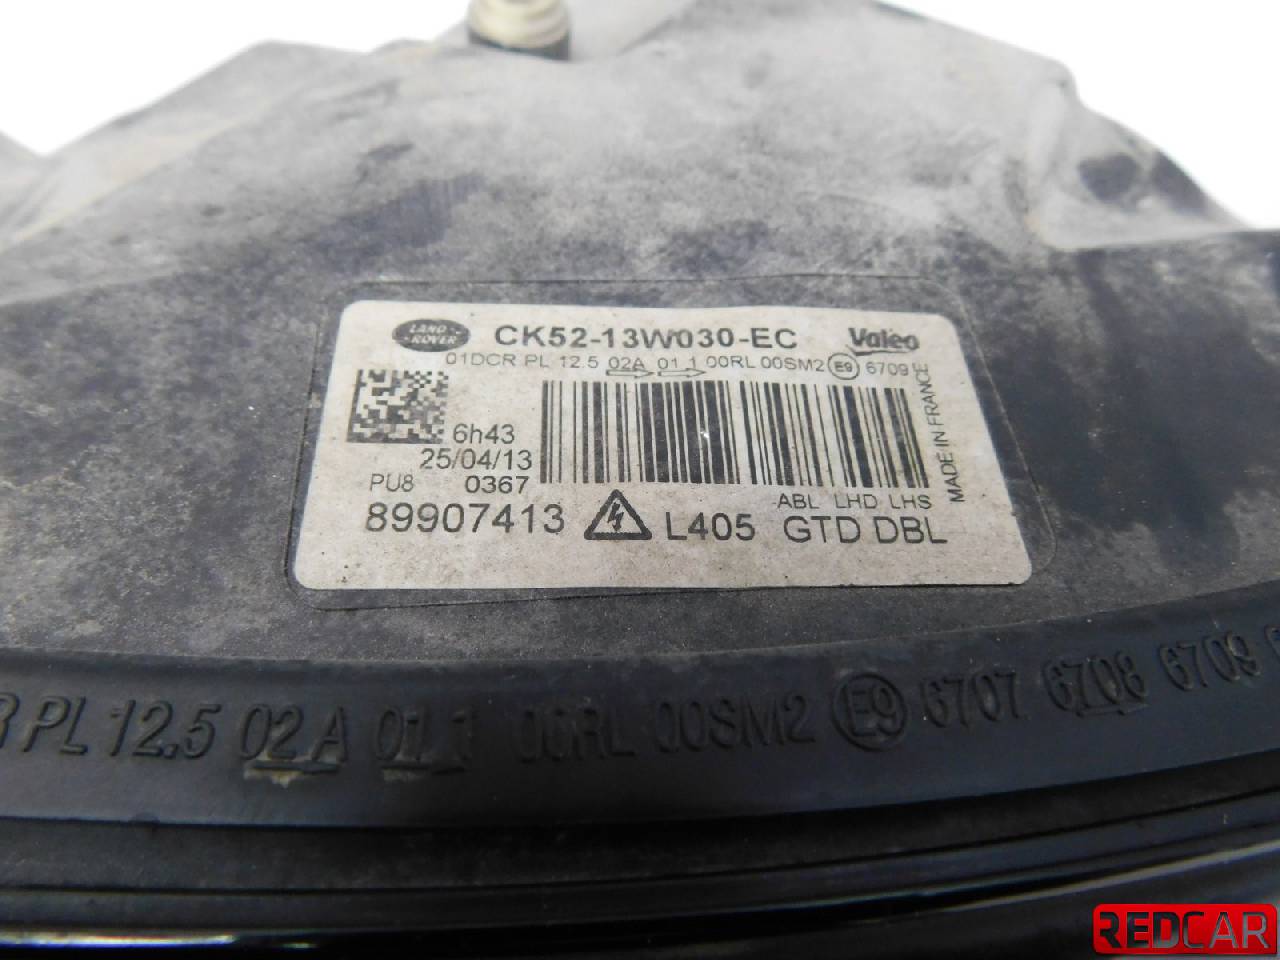 LAND ROVER CK52-13W030-EC Valeo
01DCR PL 12.5 02A 01 1 00RL 00SM2 E9 6709
6h43
25/04/13
PU8 0367
ABL LHD LHS
89907413 L405 GTD DBL
MADE IN FRANCE
R PL 12.5 02A 01 1 00RL 00SM2 E9 6707 6708 6709
REDCAR